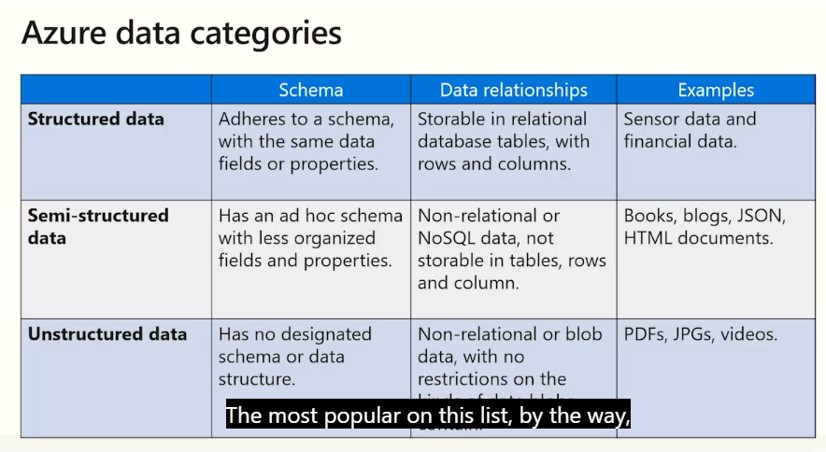 Azure data categories
Schema
Data relationships
Examples
Structured data
Adheres to a schema,
with the same data
fields or properties.
Storable in relational
database tables, with
rows and columns.
Sensor data and
financial data.
Semi-structured
data
Has an ad hoc schema
with less organized
fields and properties.
Non-relational or
NoSQL data, not
storable in tables, rows
and column.
Books, blogs, JSON,
HTML documents.
Unstructured data
Has no designated
schema or data
structure.
Non-relational or blob
data, with no
restrictions on the
PDFs, JPGs, videos.
The most popular on this list, by the way,